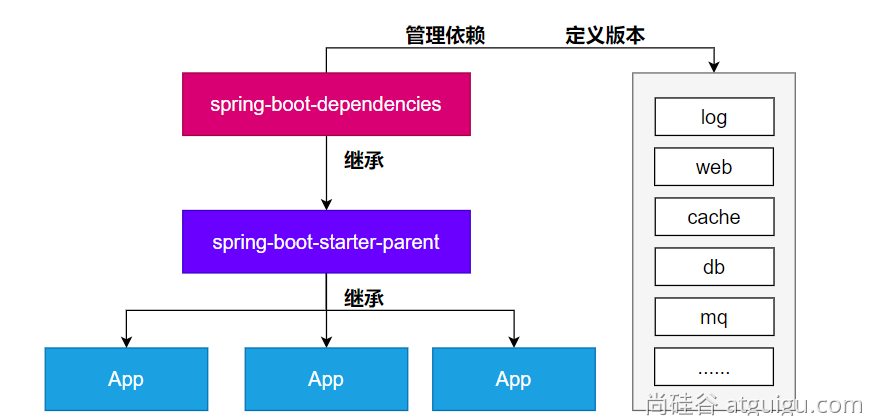 管理依赖
定义版本
spring-boot-dependencies
继承
spring-boot-starter-parent
继承
App
App
App
log
web
cache
db
mq
......
尚硅谷 atguigu.com